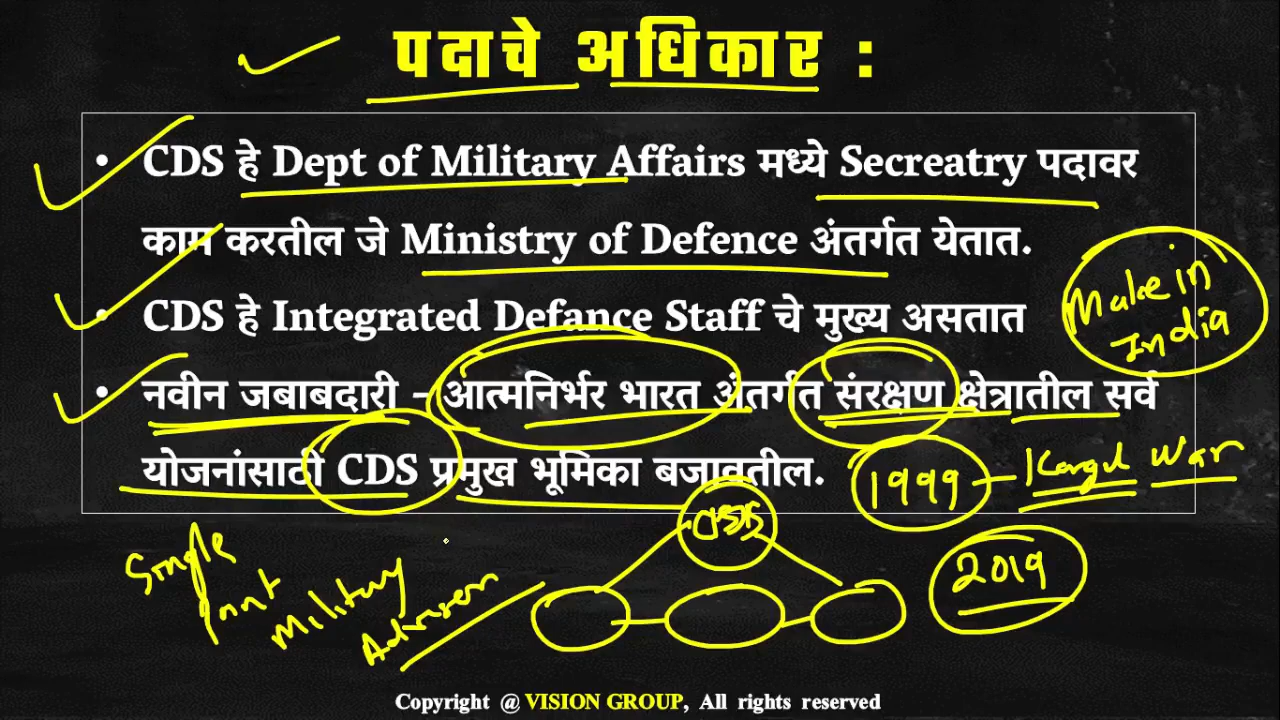 पदाचे अधिकार :
• CDS हे Dept of Military Affairs मध्ये Secreatry पदावर
काम करतील जे Ministry of Defence अंतर्गत येतात.
• CDS हे Integrated Defance Staff चे मुख्य असतात
Make in
India
• नवीन जबाबदारी – आत्मनिर्भर भारत अंतर्गत संरक्षण क्षेत्रातील सर्व
योजनांसाठी CDS प्रमुख भूमिका बजावतील.
1999 – Kargil War
2019
Single
Military
Copyright @ VISION GROUP, All rights reserved